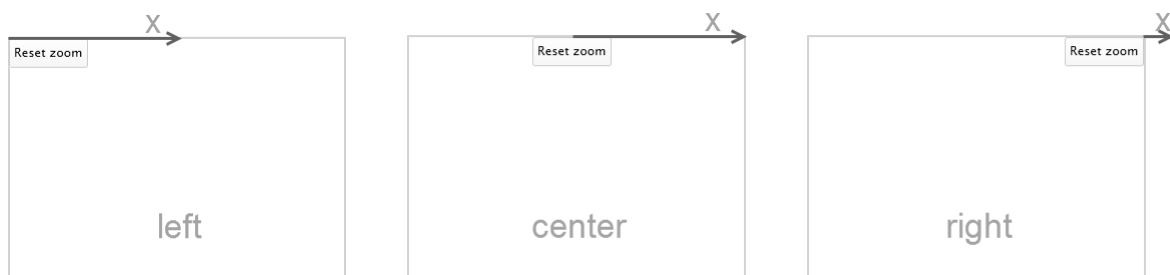 X
Reset zoom
left
X
Reset zoom
center
X
Reset zoom
right